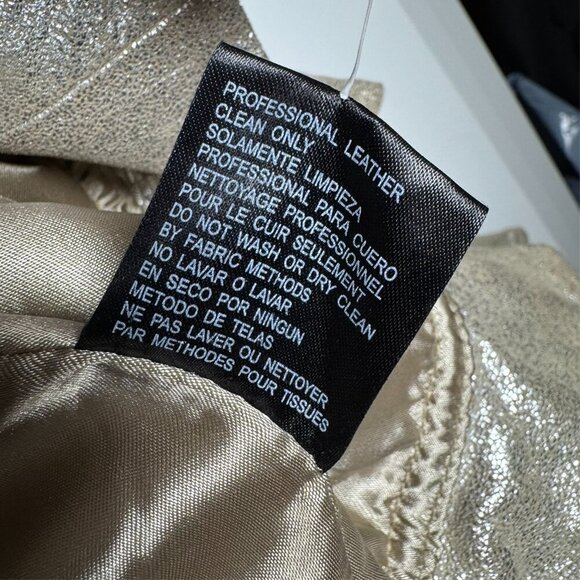 PROFESSIONAL LEATHER
CLEAN ONLY
SOLAMENTE LIMPIEZA
PROFESSIONAL PARA CUERO
NETTOYAGE PROFESSIONNEL
POUR LE CUIR SEULEMENT
DO NOT WASH OR DRY CLEAN
BY FABRIC METHODS
NO LAVAR O LAVAR
EN SECO POR NINGUN
METODO DE TELAS
NE PAS LAVER OU NETTOYER
PAR METHODES POUR TISSUES